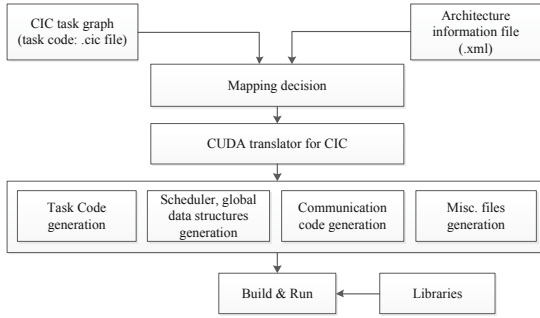 CIC task graph
(task code: .cic file)
Architecture
information file
(.xml)
Mapping decision
CUDA translator for CIC
Task Code
generation
Scheduler, global
data structures
generation
Communication
code generation
Misc. files
generation
Build & Run
Libraries